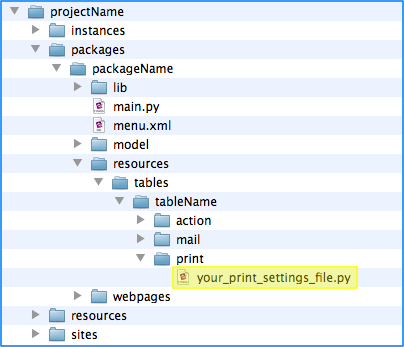 projectName
instances
packages
packageName
lib
main.py
menu.xml
model
resources
tables
tableName
action
mail
print
your_print_settings_file.py
webpages
resources
sites